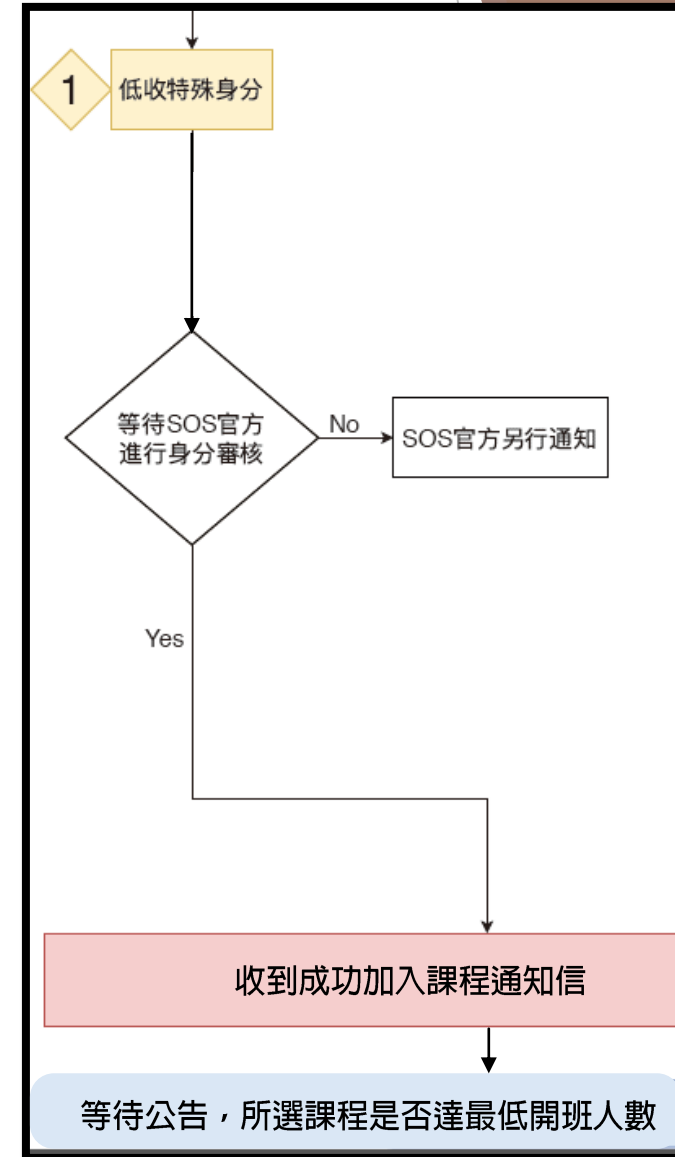 1
低收特殊身分
等待SOS官方
進行身分審核
No
SOS官方另行通知
Yes
收到成功加入課程通知信
等待公告，所選課程是否達最低開班人數